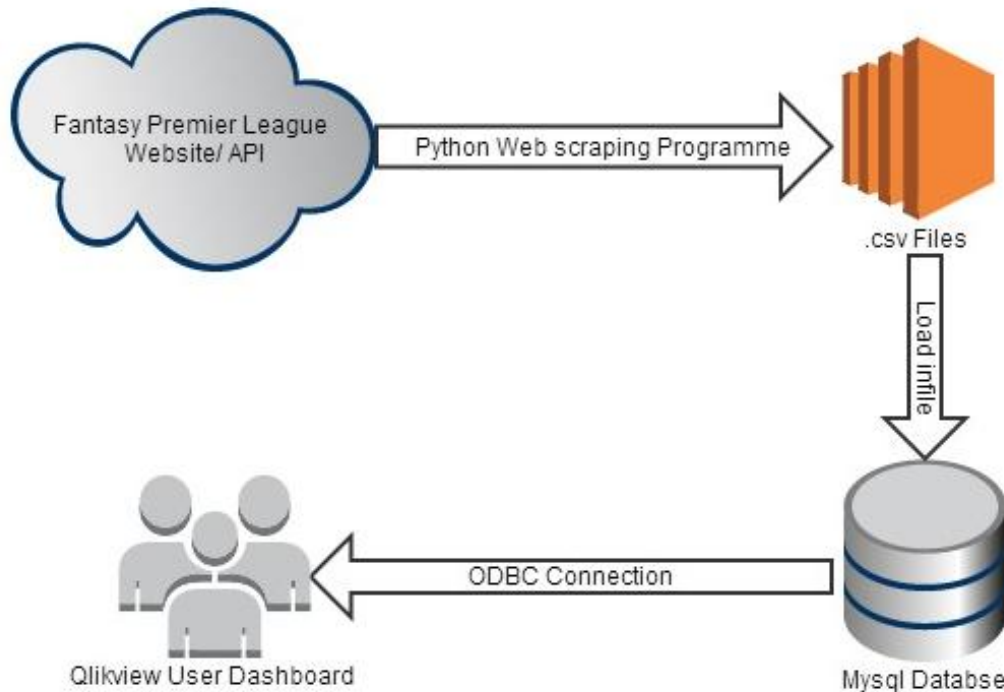 Fantasy Premier League
Website/ API
Python Web scraping Programme
.csv Files
Load infile
ODBC Connection
Qlikview User Dashboard
Mysql Databse